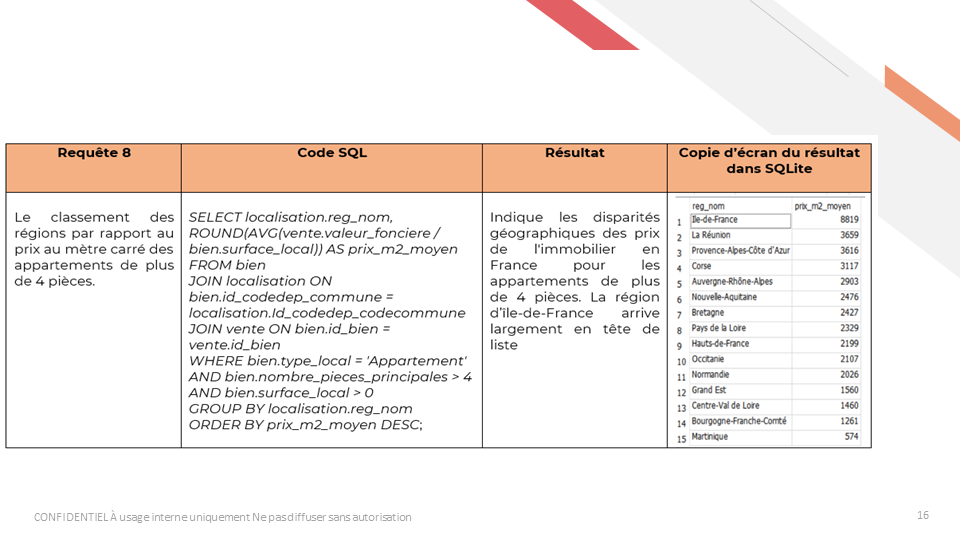 Requête 8
Code SQL
Résultat
Copie d'écran du résultat
dans SQLite
Le classement des
régions par rapport au
prix au mètre carré des
appartements de plus
de 4 pièces.
SELECT localisation.reg_nom,
ROUND(AVG(vente.valeur_fonciere /
bien.surface_local)) AS prix_m2_moyen
FROM bien
JOIN localisation ON
bien.id_codedep_commune =
localisation.Id_codedep_codecommune
JOIN vente ON bien.id_bien =
vente.id_bien
WHERE bien.type_local = 'Appartement'
AND bien.nombre_pieces_principales > 4
AND bien.surface_local > 0
GROUP BY localisation.reg_nom
ORDER BY prix_m2_moyen DESC;
Indique les disparités
géographiques des prix
de l'immobilier en
France pour les
appartements de plus
de 4 pièces. La région
d'île-de-France arrive
largement en tête de
liste
reg_nom prix_m2_moyen
1 Ile-de-France 8819
2 La Réunion 3659
3 Provence-Alpes-Côte d'Azur 3616
4 Corse 3117
5 Auvergne-Rhône-Alpes 2903
6 Nouvelle-Aquitaine 2476
7 Bretagne 2427
8 Pays de la Loire 2329
9 Hauts-de-France 2199
10 Occitanie 2107
11 Normandie 2026
12 Grand Est 1560
13 Centre-Val de Loire 1460
14 Bourgogne-Franche-Comté 1261
15 Martinique 574
CONFIDENTIEL À usage interne uniquement Ne pas diffuser sans autorisation
16